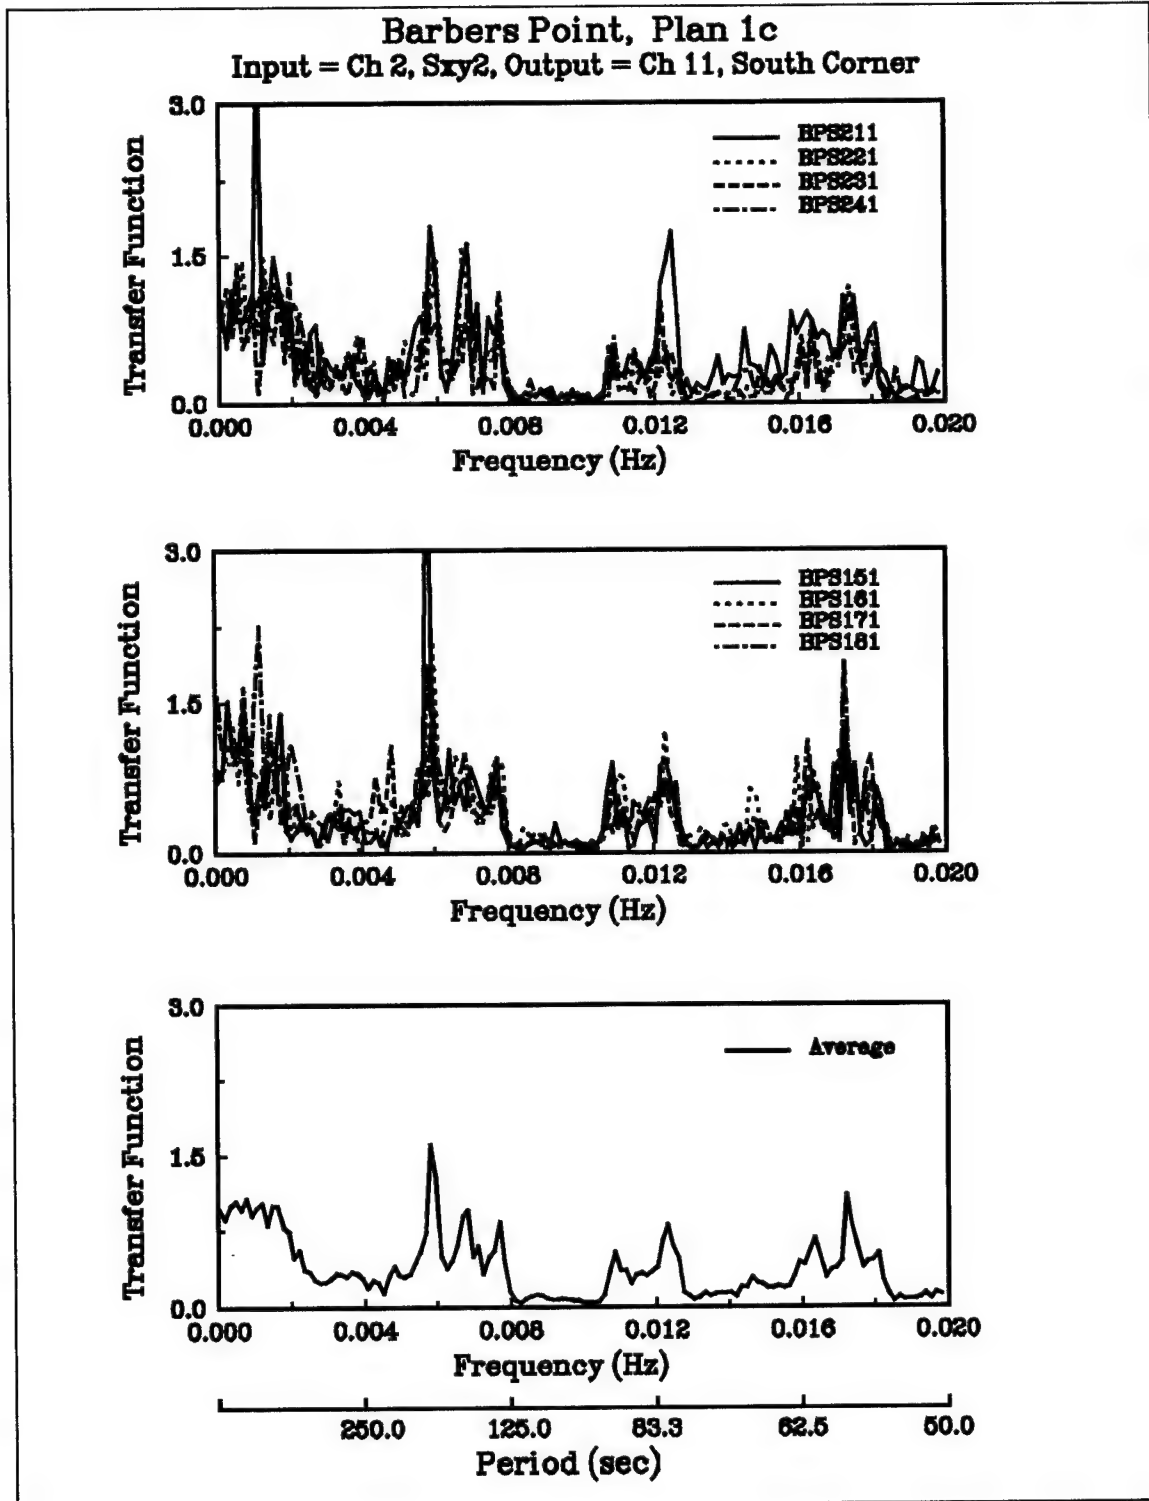 Barbers Point, Plan 1c
Input = Ch 2, Sxy2, Output = Ch 11, South Corner
3.0
1.5
0.0
Transfer Function
BPS211
BPS221
BPS231
BPS241
0.000 0.004 0.008 0.012 0.016 0.020
Frequency (Hz)
3.0
1.5
0.0
Transfer Function
BPS151
BPS161
BPS171
BPS181
0.000 0.004 0.008 0.012 0.016 0.020
Frequency (Hz)
3.0
1.5
0.0
Transfer Function
Average
0.000 0.004 0.008 0.012 0.016 0.020
Frequency (Hz)
250.0 125.0 83.3 62.5 50.0
Period (sec)